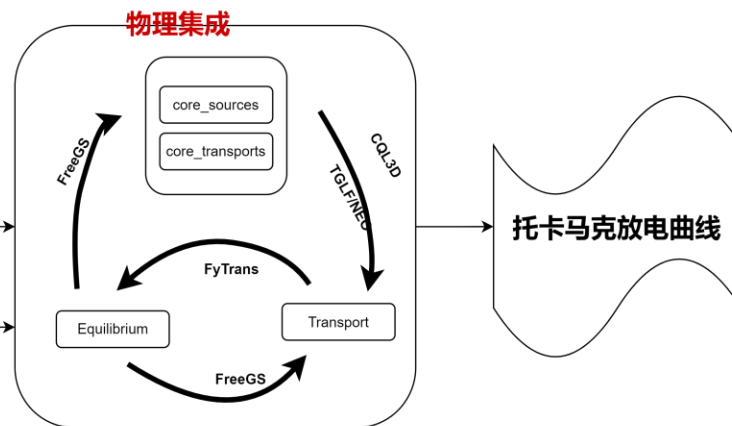 物理集成
core_sources
core_transports
FreeGS
CQL3D
TGLF/NEO
FyTrans
Equilibrium
Transport
FreeGS
托卡马克放电曲线